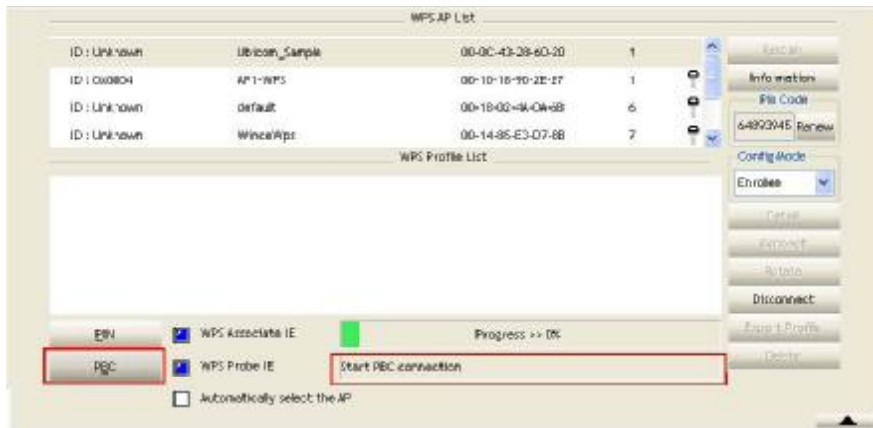 WPS AP List
ID : Unknown Ubicom_Sample 00-0C-43-28-60-20 1
Rescan
ID : AP1-WPS 00-10-18-90-2E-27 1
Information
ID : Unknown default 6
Pin Code
ID : Unknown WinceWps 00-14-85-E3-D7-8B 7
64893945 Renew
WPS Profile List
Config Mode
Enrollee
Detail
Connect
Rotate
Disconnect
PIN WPS Associate IE Progress >> 0%
Export Profile
PBC WPS Probe IE Start PBC connection
Delete
Automatically select the AP